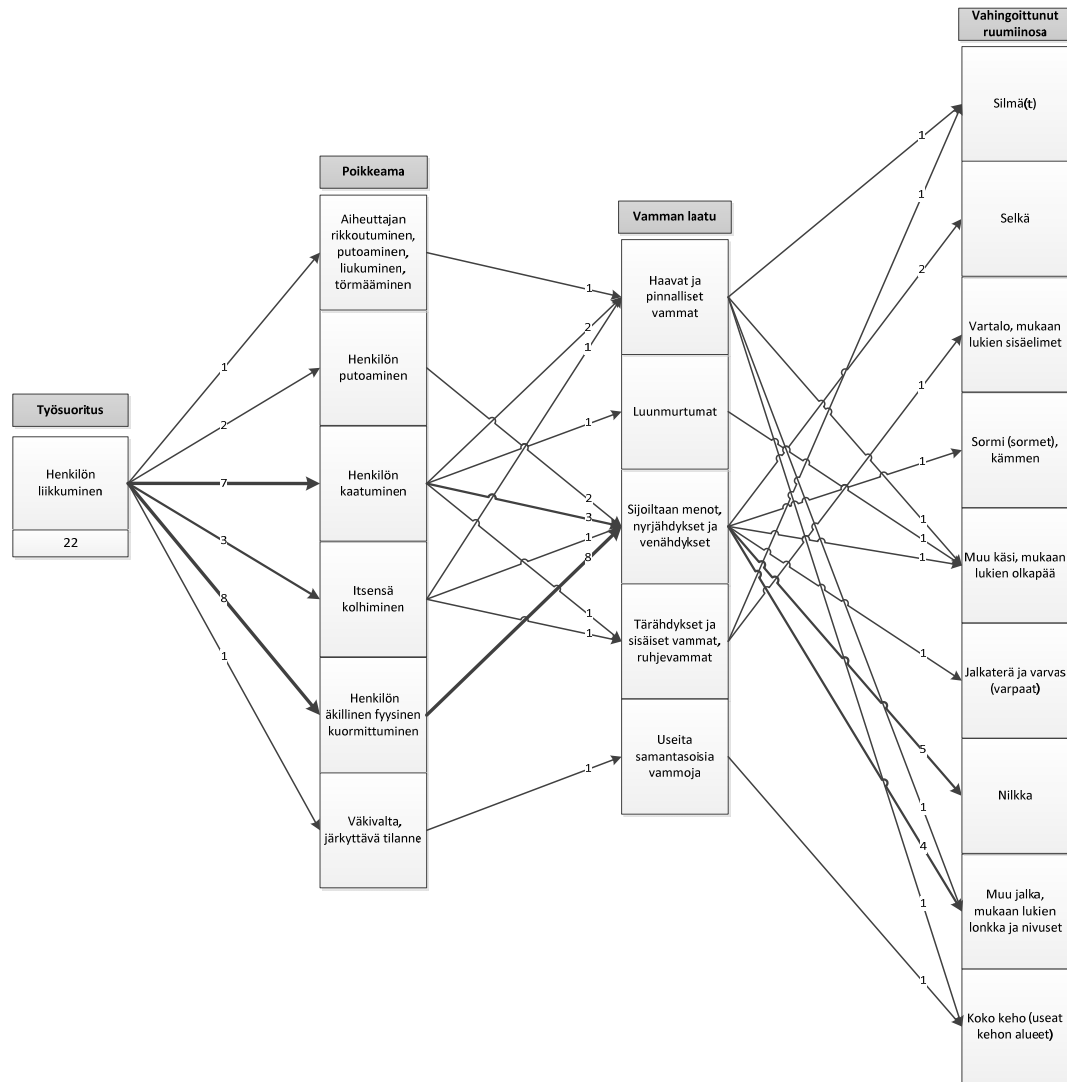 Työsuoritus
Henkilön
liikkuminen
22
1
2
7
3
8
1
Poikkeama
Aiheuttajan
rikkoutuminen,
putoaminen,
liukuminen,
törmääminen
Henkilön
putoaminen
Henkilön
kaatuminen
Itsensä
kolhiminen
Henkilön
äkillinen fyysinen
kuormittuminen
Väkivalta,
järkyttävä tilanne
1
2
1
1
2
3
1
8
1
1
1
Vamman laatu
Haavat ja
pinnalliset
vammat
Luunmurtumat
Sijoiltaan menot,
nyrjähdykset ja
venähdykset
Tärähdykset ja
sisäiset vammat,
ruhjevammat
Useita
samantasoisia
vammoja
1
1
2
1
1
1
1
1
1
5
1
4
1
1
Vahingoittunut
ruumiinosa
Silmä(t)
Selkä
Vartalo, mukaan
lukien sisäelimet
Sormi (sormet),
kämmen
Muu käsi, mukaan
lukien olkapää
Jalkaterä ja varvas
(varpaat)
Nilkka
Muu jalka,
mukaan lukien
lonkka ja nivuset
Koko keho (useat
kehon alueet)